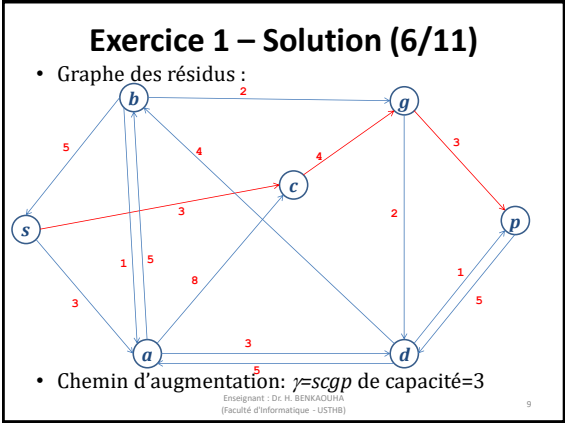 Exercice 1 – Solution (6/11)
• Graphe des résidus :
b
2
g
5
4
4
3
c
3
2
s
p
1
5
8
1
5
3
3
a
d
5
• Chemin d'augmentation: γ=scgp de capacité=3
Enseignant : Dr. H. BENKAOUHA
(Faculté d'Informatique - USTHB)
9